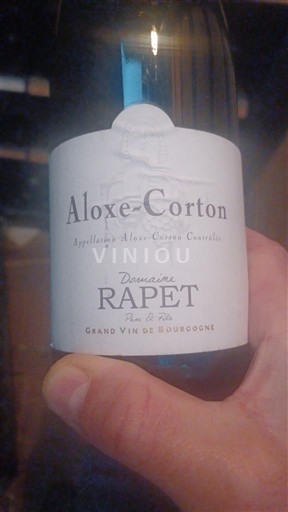 Aloxe-Corton
Appellation Aloxe-Corton Contrôlée
VINIOU
Domaine
RAPET
Père & Fils
GRAND VIN DE BOURGOGNE